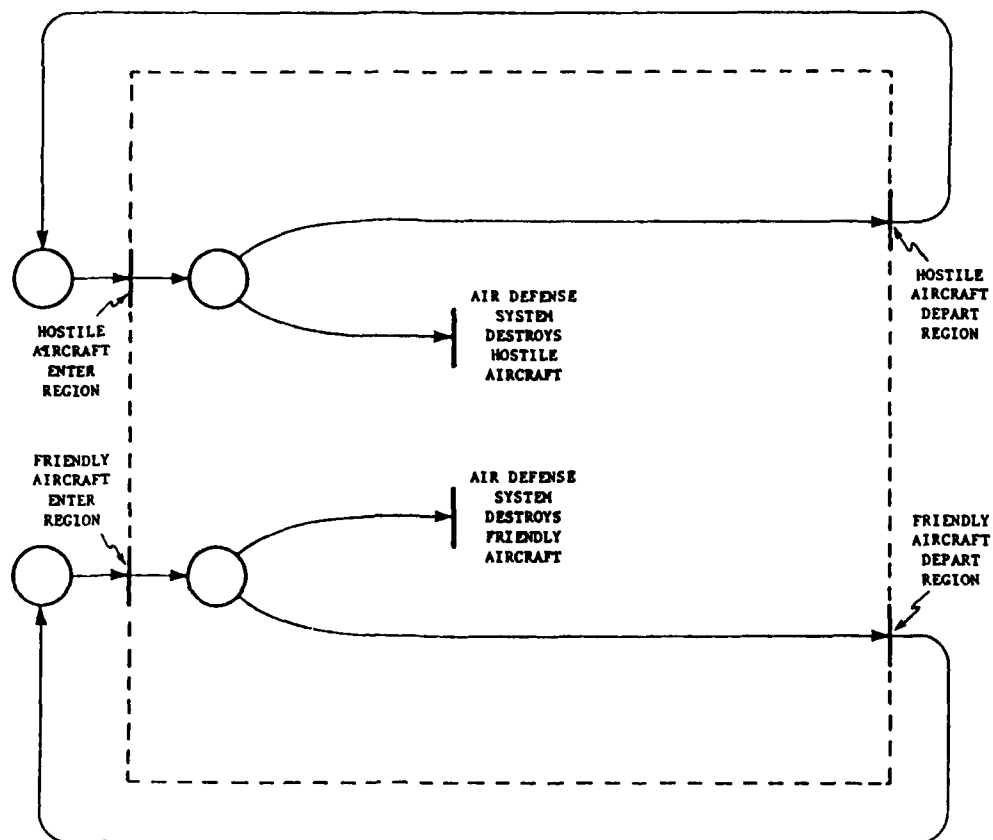 HOSTILE
AIRCRAFT
ENTER
REGION
AIR DEFENSE
SYSTEM
DESTROYS
HOSTILE
AIRCRAFT
HOSTILE
AIRCRAFT
DEPART
REGION
FRIENDLY
AIRCRAFT
ENTER
REGION
AIR DEFENSE
SYSTEM
DESTROYS
FRIENDLY
AIRCRAFT
FRIENDLY
AIRCRAFT
DEPART
REGION